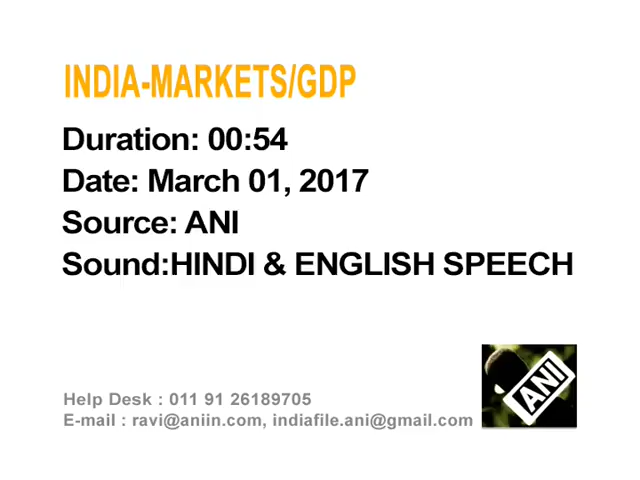 INDIA-MARKETS/GDP
Duration: 00:54
Date: March 01, 2017
Source: ANI
Sound:HINDI & ENGLISH SPEECH
Help Desk : 011 91 26189705
E-mail : ravi@aniin.com, indiafile.ani@gmail.com
ANI